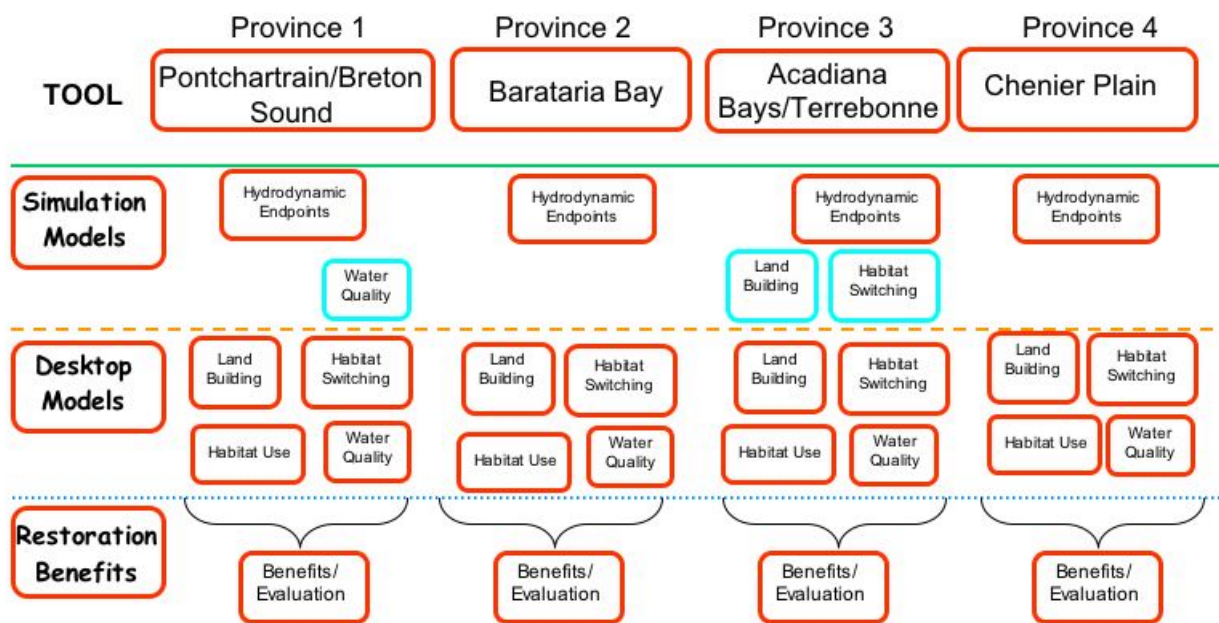 Province 1
Province 2
Province 3
Province 4
TOOL
Pontchartrain/Breton
Sound
Barataria Bay
Acadiana
Bays/Terrebonne
Chenier Plain
Simulation
Models
Hydrodynamic
Endpoints
Hydrodynamic
Endpoints
Hydrodynamic
Endpoints
Hydrodynamic
Endpoints
Water
Quality
Land
Building
Habitat
Switching
Desktop
Models
Land
Building
Habitat
Switching
Land
Building
Habitat
Switching
Land
Building
Habitat
Switching
Land
Building
Habitat
Switching
Habitat Use
Water
Quality
Habitat Use
Water
Quality
Habitat Use
Water
Quality
Habitat Use
Water
Quality
Restoration
Benefits
Benefits/
Evaluation
Benefits/
Evaluation
Benefits/
Evaluation
Benefits/
Evaluation